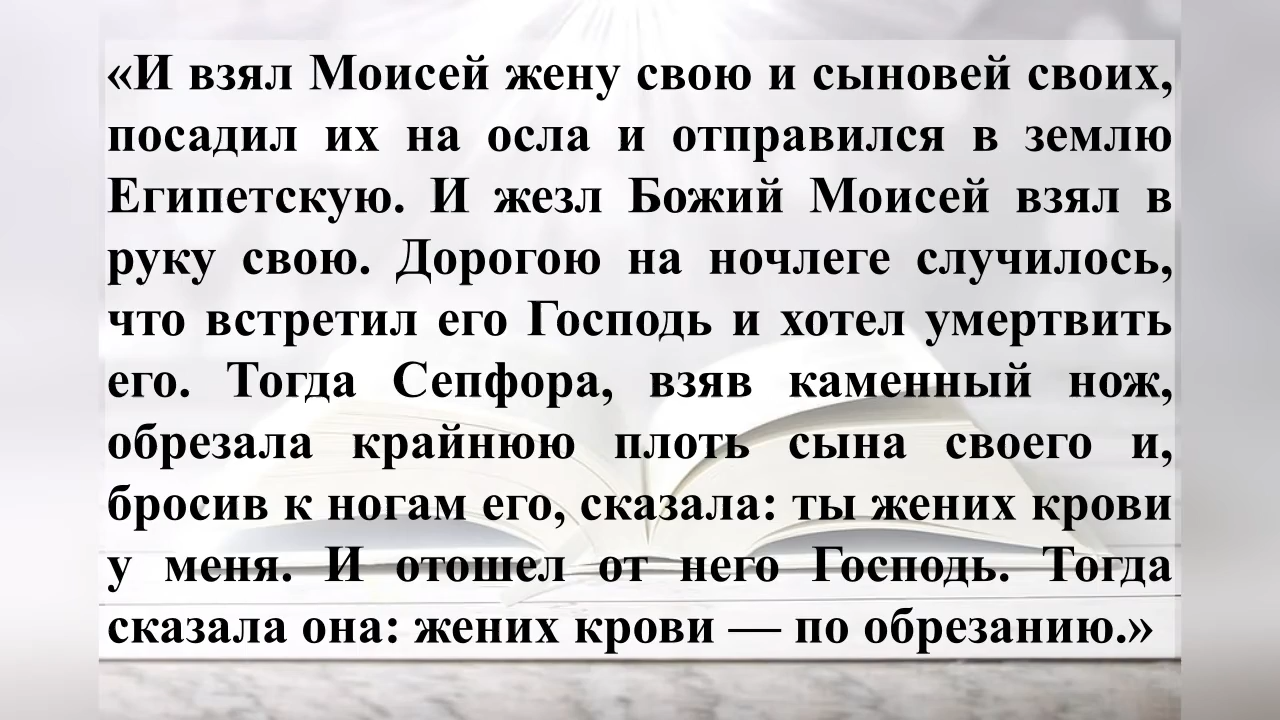 «И взял Моисей жену свою и сыновей своих,
посадил их на осла и отправился в землю
Египетскую. И жезл Божий Моисей взял в
руку свою. Дорогою на ночлеге случилось,
что встретил его Господь и хотел умертвить
его. Тогда Сепфора, взяв каменный нож,
обрезала крайнюю плоть сына своего и,
бросив к ногам его, сказала: ты жених крови
у меня. И отошел от него Господь. Тогда
сказала она: жених крови — по обрезанию.»